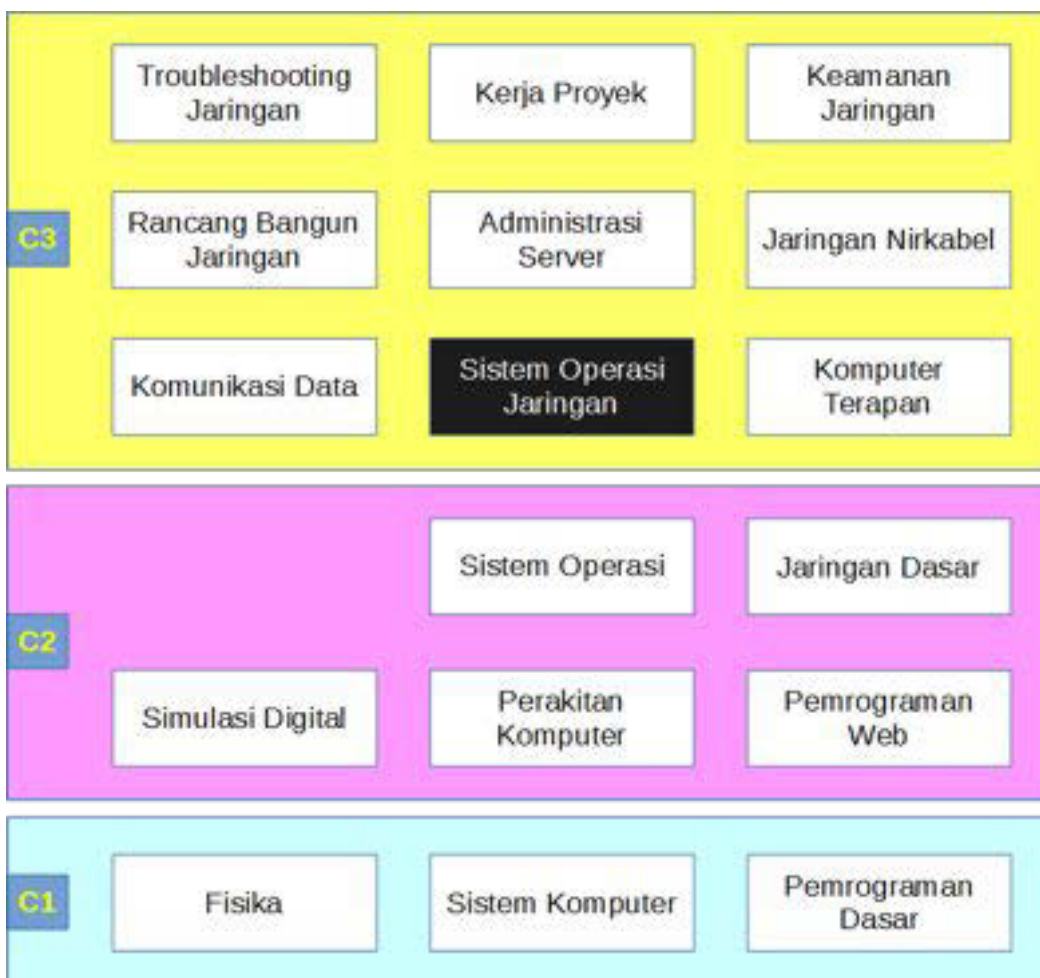 Troubleshooting
Jaringan
Kerja Proyek
Keamanan
Jaringan
C3
Rancang Bangun
Jaringan
Administrasi
Server
Jaringan Nirkabel
Komunikasi Data
Sistem Operasi
Jaringan
Komputer
Terapan
Sistem Operasi
Jaringan Dasar
C2
Simulasi Digital
Perakitan
Komputer
Pemrograman
Web
C1
Fisika
Sistem Komputer
Pemrograman
Dasar